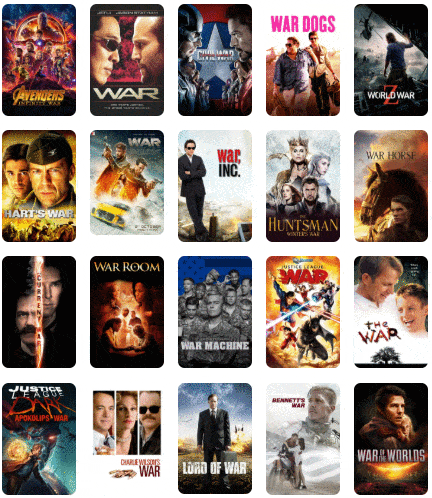 AVENGERS
INFINITY WAR
WAR
CIVIL WAR
WAR DOGS
WORLD WAR
Z
HART'S WAR
WAR
war,
INC.
THE
HUNTSMAN
WINTER'S WAR
WAR HORSE
CURRENT WAR
WAR ROOM
WAR MACHINE
JUSTICE LEAGUE
WAR
THE
WAR
JUSTICE
LEAGUE
DARK
APOKOLIPS WAR
CHARLIE WILSON'S
WAR
LORD OF WAR
BENNETT'S
WAR
WAR OF THE WORLDS